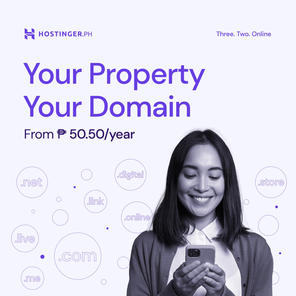 HOSTINGER.PH
Three. Two. Online
Your Property
Your Domain
From ₱ 50.50/year
.net
.digital
.store
.link
.online
.live
.com
.me